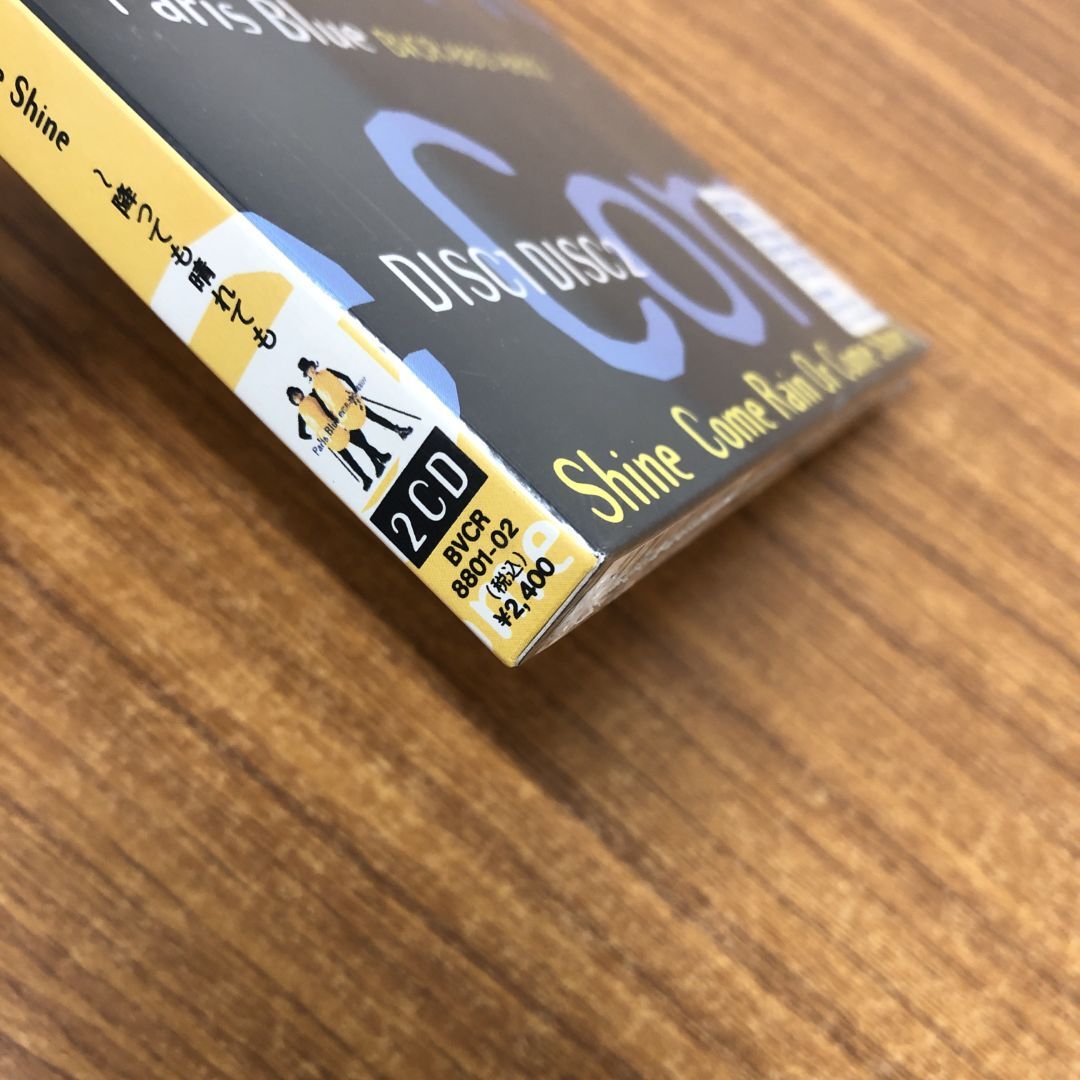 Shine ~降っても晴れても
2CD
BVCR
8801-02
(税込)
¥2,400
Paris Blue
DISC1 DISC2
Com
Shine Come Rain Or Come Shine